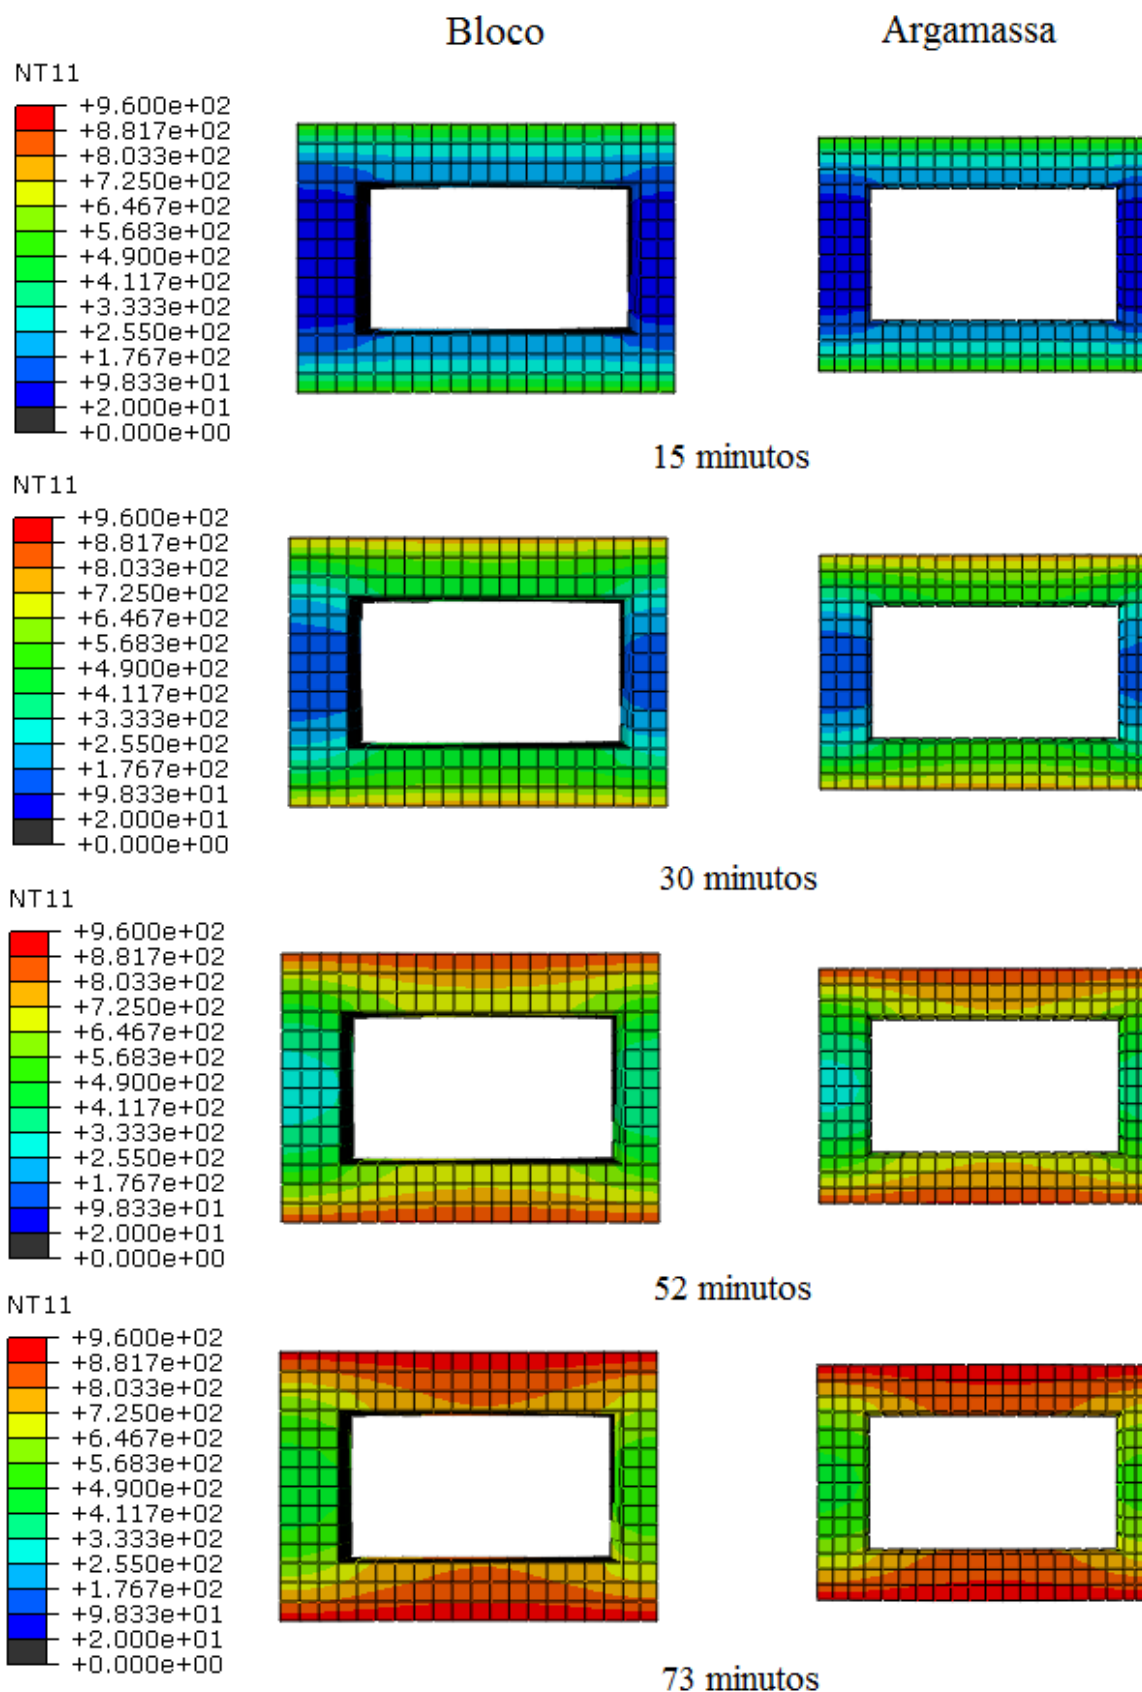 Bloco
Argamassa
NT11
+9.600e+02
+8.817e+02
+8.033e+02
+7.250e+02
+6.467e+02
+5.683e+02
+4.900e+02
+4.117e+02
+3.333e+02
+2.550e+02
+1.767e+02
+9.833e+01
+2.000e+01
+0.000e+00
15 minutos
NT11
+9.600e+02
+8.817e+02
+8.033e+02
+7.250e+02
+6.467e+02
+5.683e+02
+4.900e+02
+4.117e+02
+3.333e+02
+2.550e+02
+1.767e+02
+9.833e+01
+2.000e+01
+0.000e+00
30 minutos
NT11
+9.600e+02
+8.817e+02
+8.033e+02
+7.250e+02
+6.467e+02
+5.683e+02
+4.900e+02
+4.117e+02
+3.333e+02
+2.550e+02
+1.767e+02
+9.833e+01
+2.000e+01
+0.000e+00
52 minutos
NT11
+9.600e+02
+8.817e+02
+8.033e+02
+7.250e+02
+6.467e+02
+5.683e+02
+4.900e+02
+4.117e+02
+3.333e+02
+2.550e+02
+1.767e+02
+9.833e+01
+2.000e+01
+0.000e+00
73 minutos